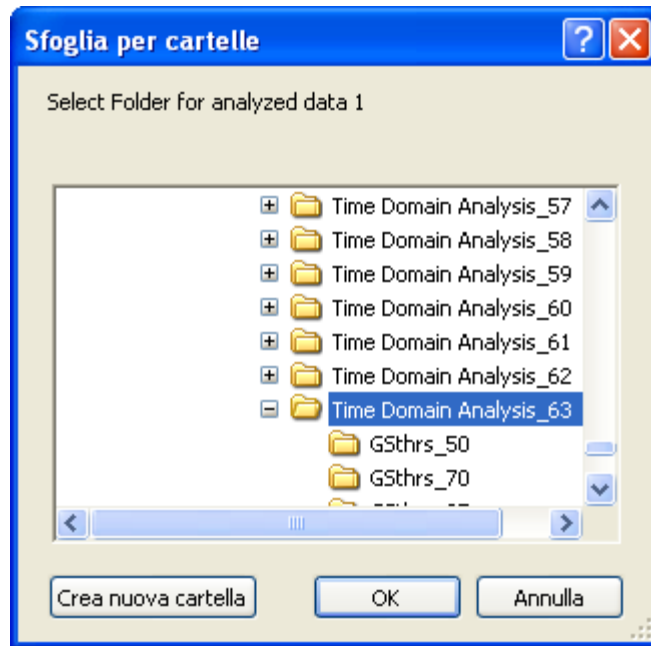 Sfoglia per cartelle
Select Folder for analyzed data 1
Time Domain Analysis_57
Time Domain Analysis_58
Time Domain Analysis_59
Time Domain Analysis_60
Time Domain Analysis_61
Time Domain Analysis_62
Time Domain Analysis_63
GSthrs_50
GSthrs_70
Crea nuova cartella
OK
Annulla